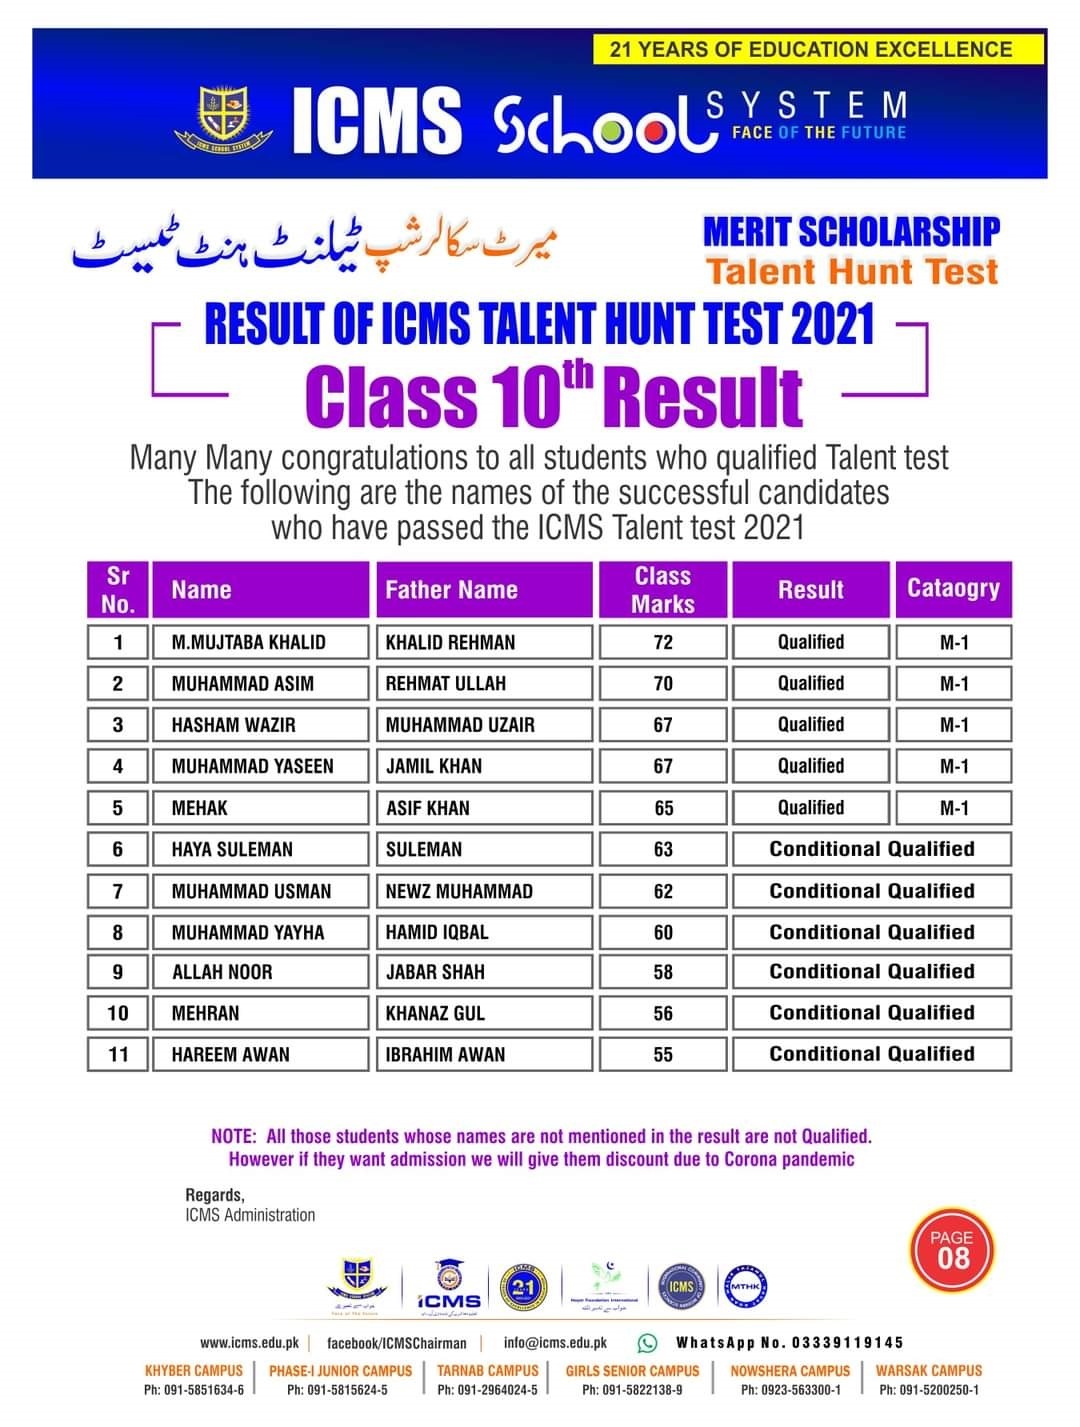 21 YEARS OF EDUCATION EXCELLENCE
ICMS SCHOOL SYSTEM
ICMS School SYSTEM
FACE OF THE FUTURE
میرٹ سکالرشپ ٹیلنٹ ہنٹ ٹیسٹ
MERIT SCHOLARSHIP
Talent Hunt Test
RESULT OF ICMS TALENT HUNT TEST 2021
Class 10th Result
Many Many congratulations to all students who qualified Talent test
The following are the names of the successful candidates
who have passed the ICMS Talent test 2021
Sr No. Name Father Name Class Marks Result Cataogry
1 M.MUJTABA KHALID KHALID REHMAN 72 Qualified M-1
2 MUHAMMAD ASIM REHMAT ULLAH 70 Qualified M-1
3 HASHAM WAZIR MUHAMMAD UZAIR 67 Qualified M-1
4 MUHAMMAD YASEEN JAMIL KHAN 67 Qualified M-1
5 MEHAK ASIF KHAN 65 Qualified M-1
6 HAYA SULEMAN SULEMAN 63 Conditional Qualified
7 MUHAMMAD USMAN NEWZ MUHAMMAD 62 Conditional Qualified
8 MUHAMMAD YAYHA HAMID IQBAL 60 Conditional Qualified
9 ALLAH NOOR JABAR SHAH 58 Conditional Qualified
10 MEHRAN KHANAZ GUL 56 Conditional Qualified
11 HAREEM AWAN IBRAHIM AWAN 55 Conditional Qualified
NOTE: All those students whose names are not mentioned in the result are not Qualified.
However if they want admission we will give them discount due to Corona pandemic
Regards,
ICMS Administration
PAGE
08
ICMS 21 ICMS MTHK
www.icms.edu.pk | facebook/ICMSChairman | info@icms.edu.pk WhatsApp No. 03339119145
KHYBER CAMPUS PHASE-I JUNIOR CAMPUS TARNAB CAMPUS GIRLS SENIOR CAMPUS NOWSHERA CAMPUS WARSAK CAMPUS
Ph: 091-5851634-6 Ph: 091-5815624-5 Ph: 091-2964024-5 Ph: 091-5822138-9 Ph: 0923-563300-1 Ph: 091-5200250-1